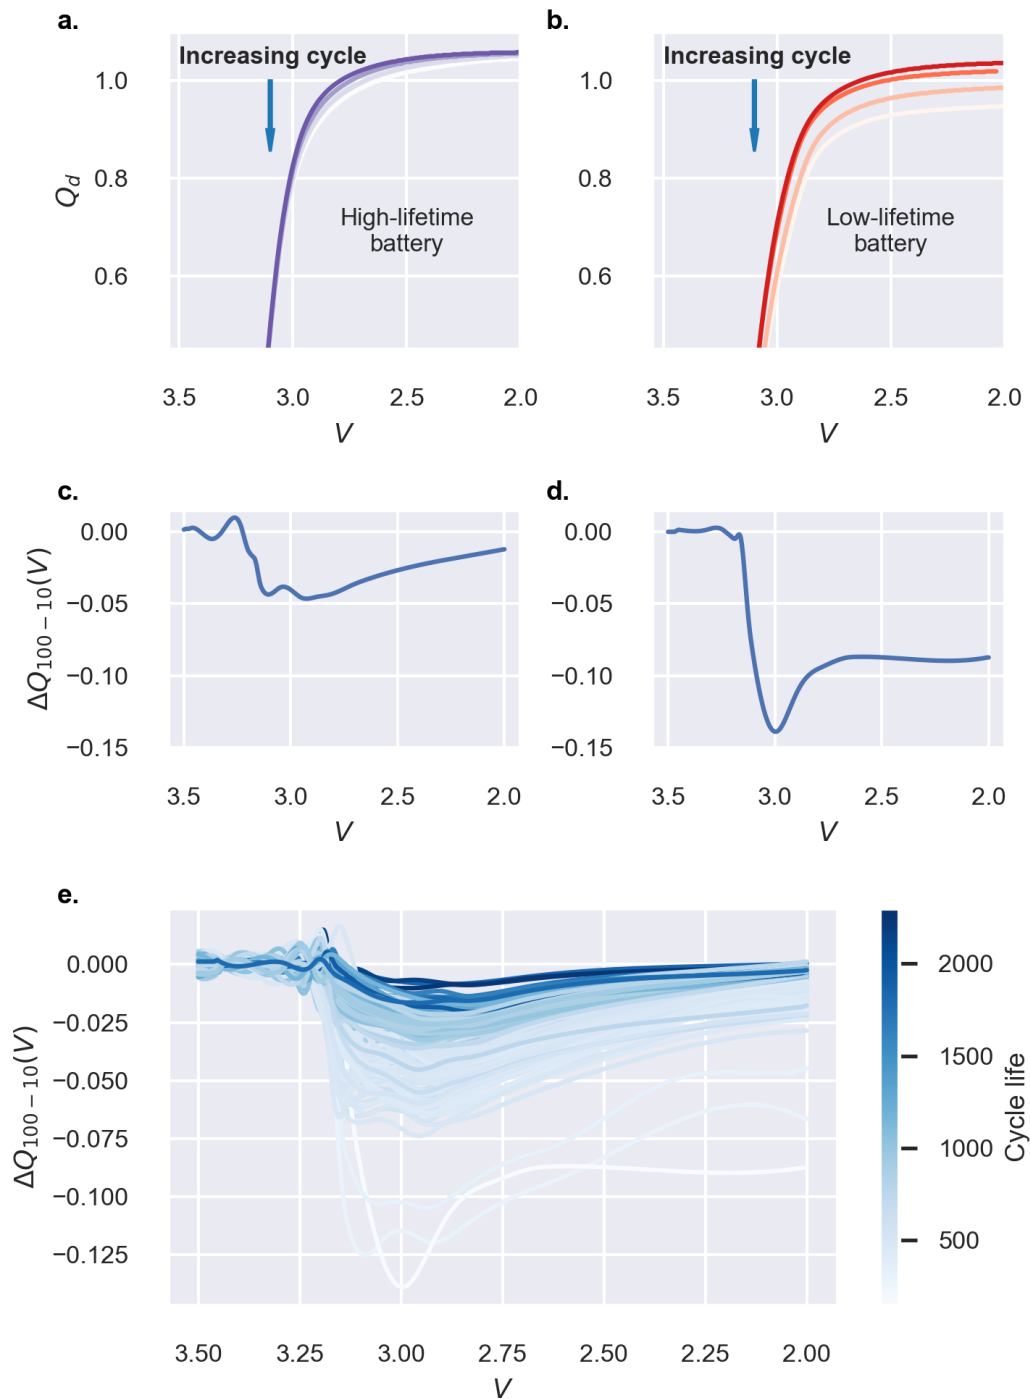 a.
Increasing cycle
1.0
0.8
0.6
Q_d
High-lifetime
battery
3.5 3.0 2.5 2.0
V
b.
Increasing cycle
1.0
0.8
0.6
Low-lifetime
battery
3.5 3.0 2.5 2.0
V
c.
0.00
−0.05
−0.10
−0.15
ΔQ_{100−10}(V)
3.5 3.0 2.5 2.0
V
d.
0.00
−0.05
−0.10
−0.15
3.5 3.0 2.5 2.0
V
e.
0.000
−0.025
−0.050
−0.075
−0.100
−0.125
ΔQ_{100−10}(V)
3.50 3.25 3.00 2.75 2.25 2.00
V
2000
1500
1000
500
Cycle life